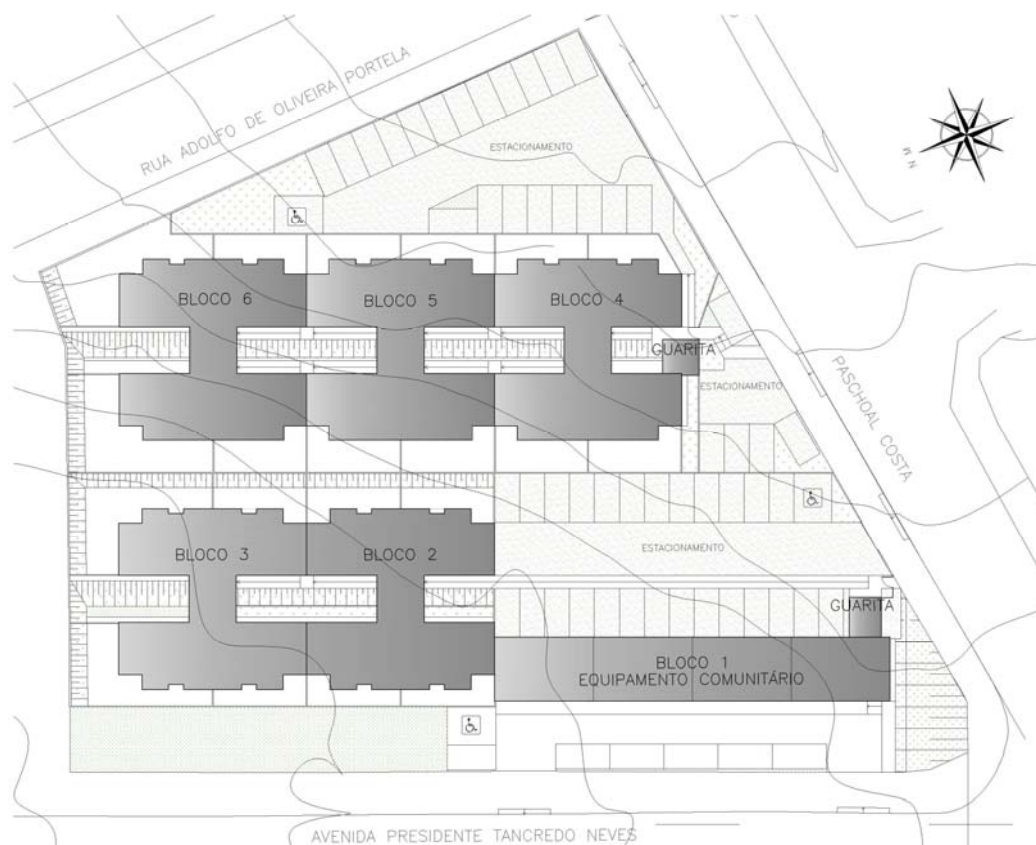 RUA ADOLFO DE OLIVEIRA PORTELA
ESTACIONAMENTO
NM
BLOCO 6
BLOCO 5
BLOCO 4
GUARITA
ESTACIONAMENTO
PASCHOAL COSTA
BLOCO 3
BLOCO 2
ESTACIONAMENTO
GUARITA
BLOCO 1
EQUIPAMENTO COMUNITÁRIO
AVENIDA PRESIDENTE TANCREDO NEVES